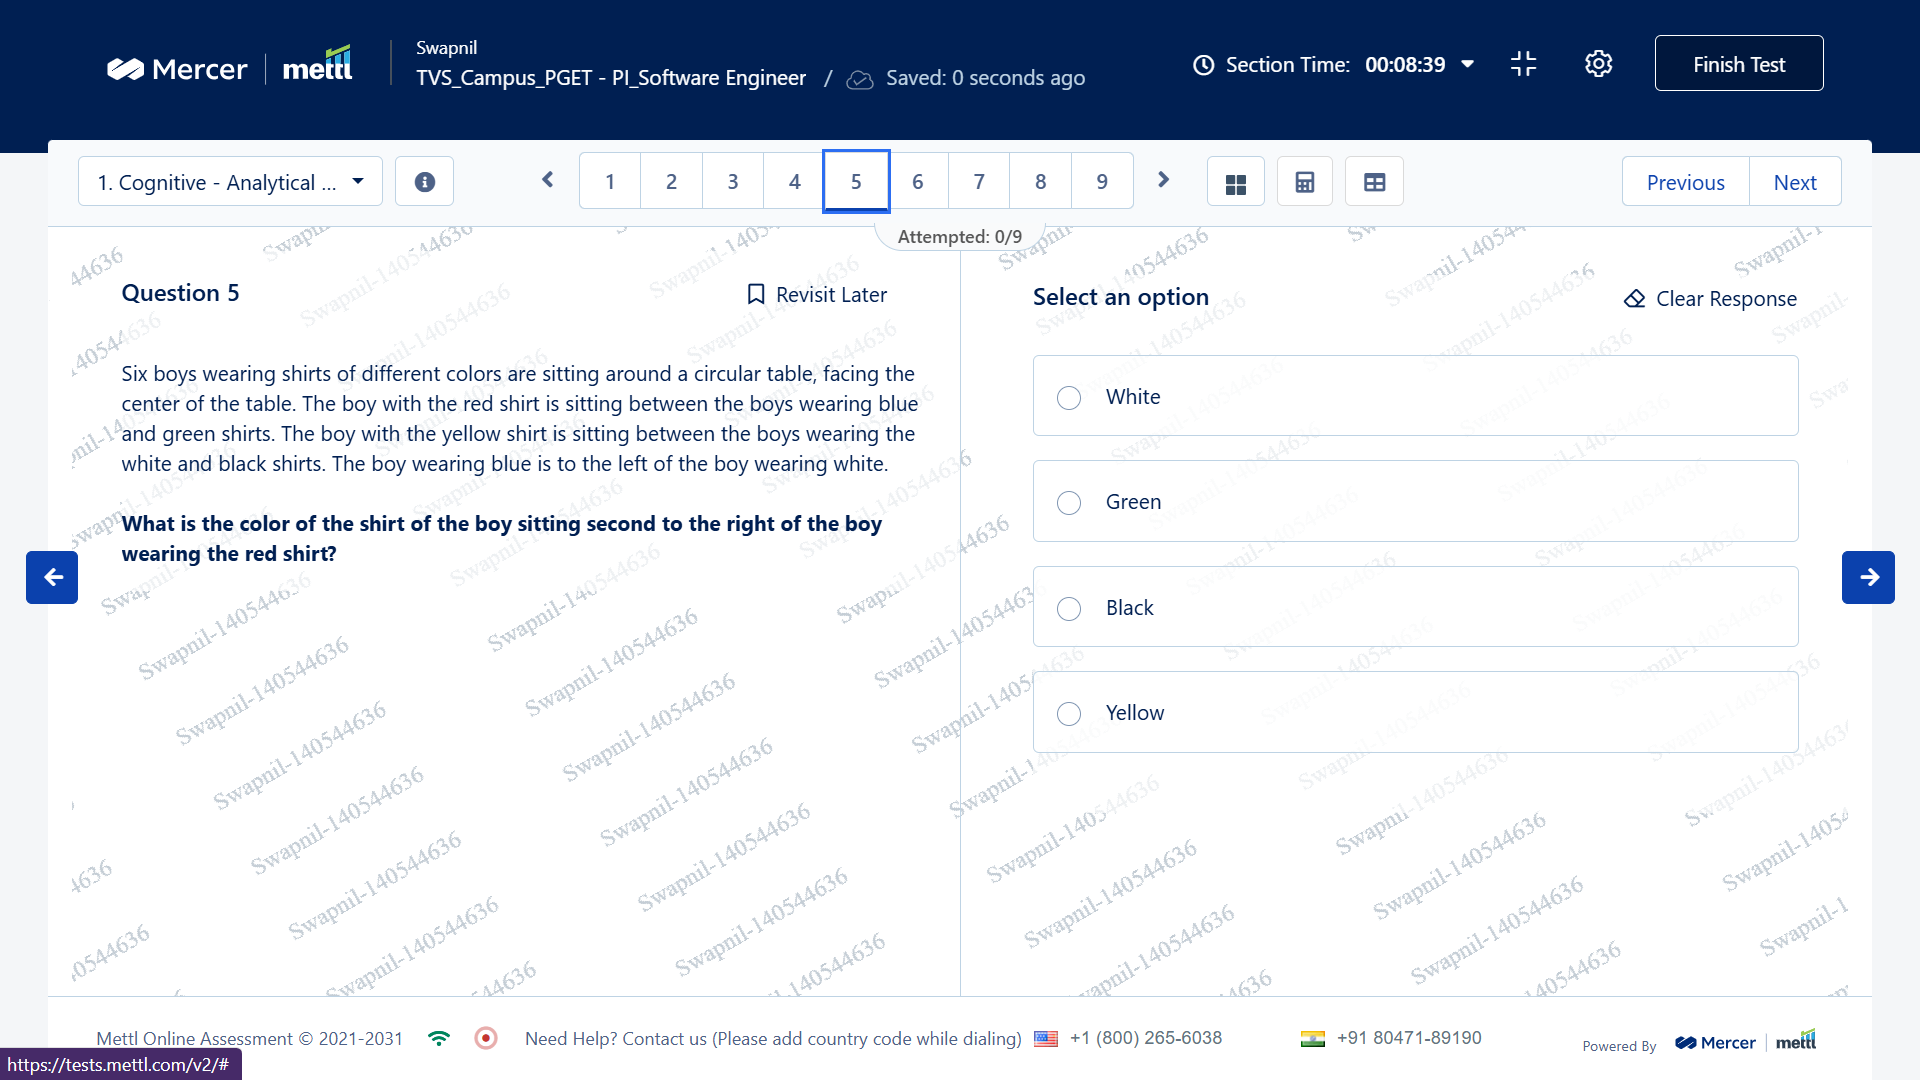 Mercer | mettl
Swapnil
TVS_Campus_PGET - PI_Software Engineer / Saved: 0 seconds ago
Section Time: 00:08:39
Finish Test
1. Cognitive - Analytical ...
1 2 3 4 5 6 7 8 9
Previous Next
Attempted: 0/9
Question 5
Revisit Later
Six boys wearing shirts of different colors are sitting around a circular table, facing the
center of the table. The boy with the red shirt is sitting between the boys wearing blue
and green shirts. The boy with the yellow shirt is sitting between the boys wearing the
white and black shirts. The boy wearing blue is to the left of the boy wearing white.
What is the color of the shirt of the boy sitting second to the right of the boy
wearing the red shirt?
Select an option
Clear Response
White
Green
Black
Yellow
Swapnil-140544636
Mettl Online Assessment © 2021-2031
Need Help? Contact us (Please add country code while dialing)
+1 (800) 265-6038
+91 80471-89190
Powered By Mercer | mettl
https://tests.mettl.com/v2/#